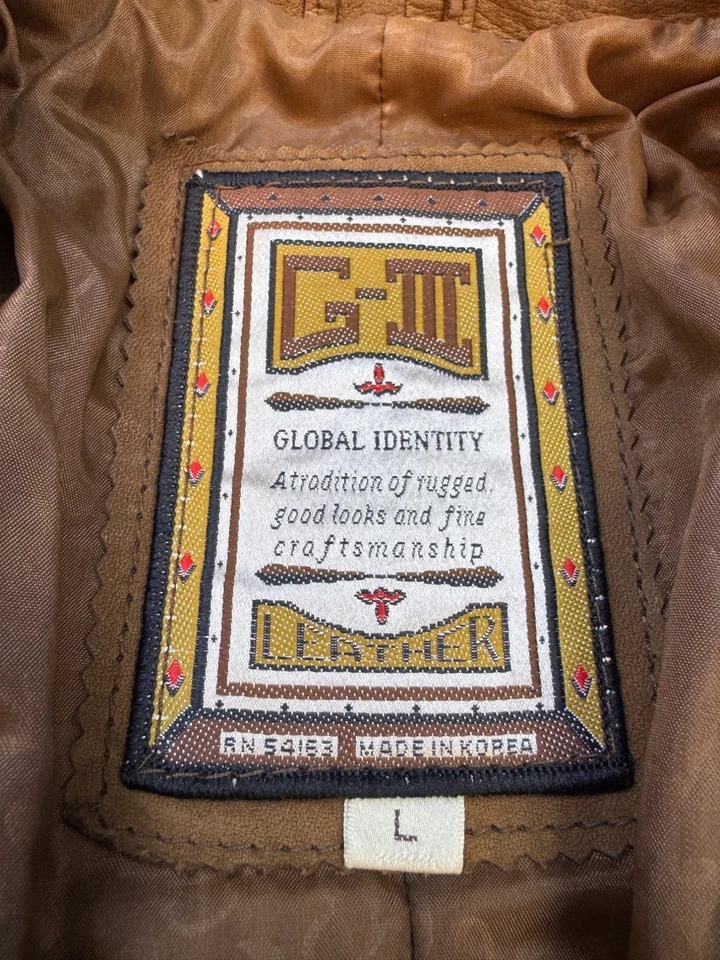 G-III
GLOBAL IDENTITY
A tradition of rugged,
good looks and fine
craftsmanship
LEATHER
RN 54163 MADE IN KOREA
L